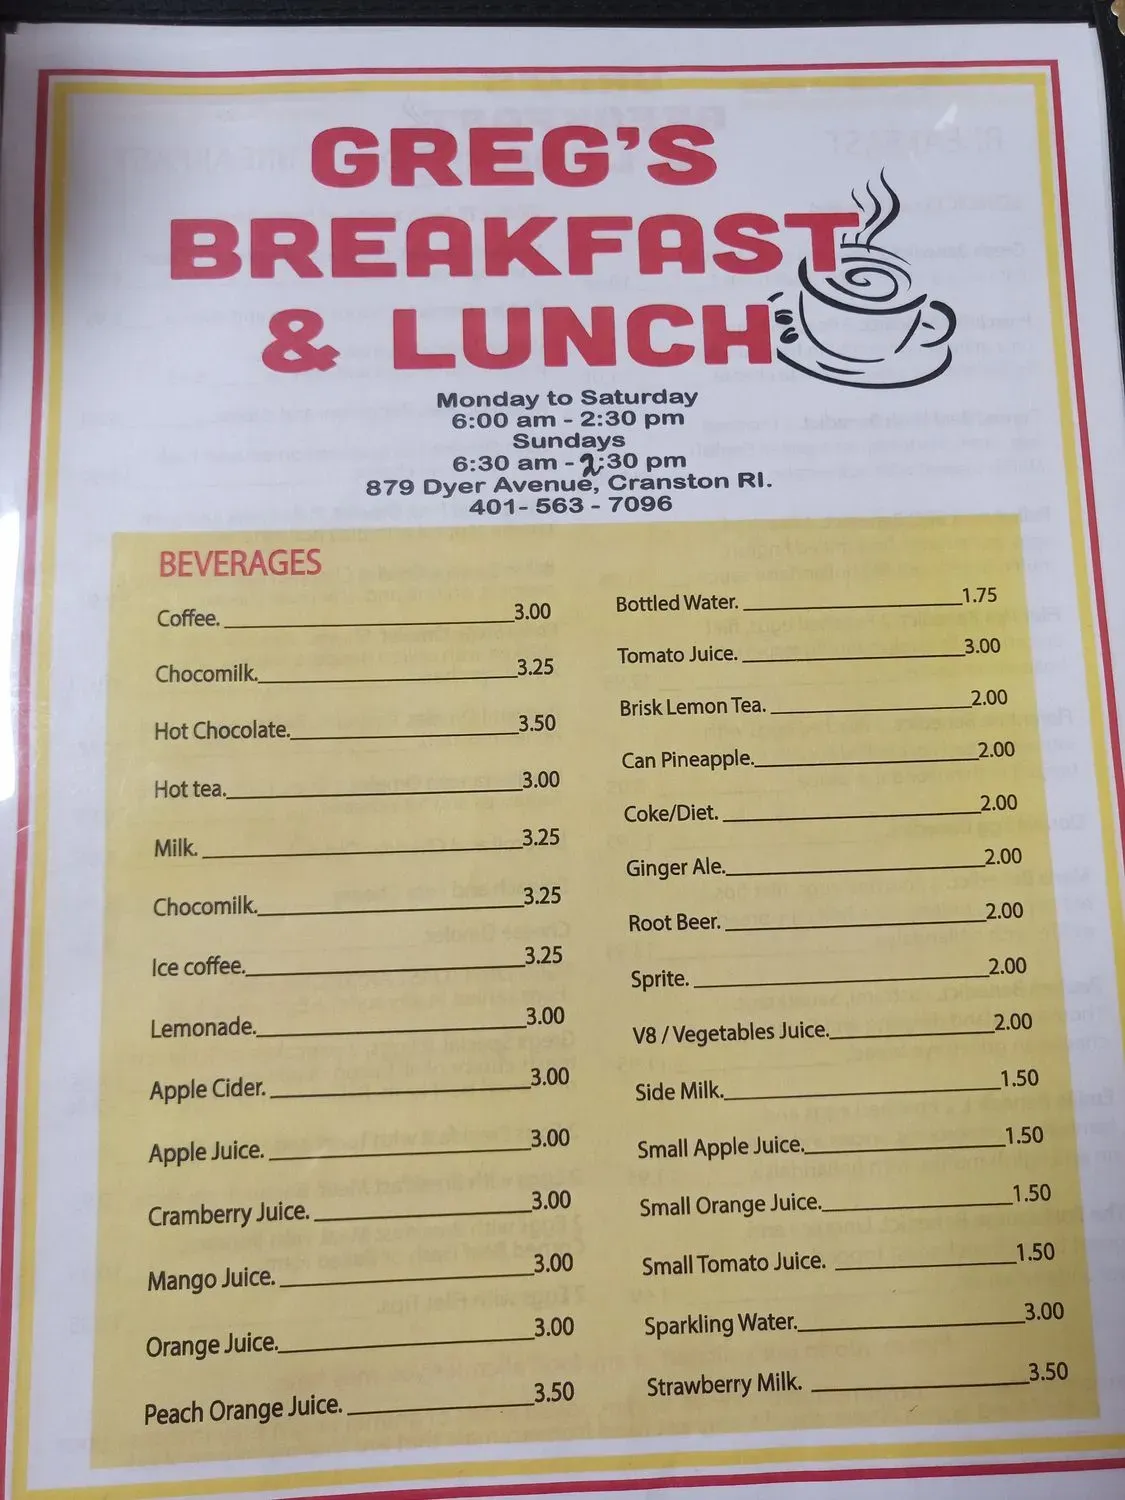 GREG'S
BREAKFAST
& LUNCH
Monday to Saturday
6:00 am - 2:30 pm
Sundays
6:30 am - 2:30 pm
879 Dyer Avenue, Cranston RI.
401- 563 - 7096
BEVERAGES
Coffee. 3.00
Chocomilk. 3.25
Hot Chocolate. 3.50
Hot tea. 3.00
Milk. 3.25
Chocomilk. 3.25
Ice coffee. 3.25
Lemonade. 3.00
Apple Cider. 3.00
Apple Juice. 3.00
Cramberry Juice. 3.00
Mango Juice. 3.00
Orange Juice. 3.00
Peach Orange Juice. 3.50
Bottled Water. 1.75
Tomato Juice. 3.00
Brisk Lemon Tea. 2.00
Can Pineapple. 2.00
Coke/Diet. 2.00
Ginger Ale. 2.00
Root Beer. 2.00
Sprite. 2.00
V8 / Vegetables Juice. 2.00
Side Milk. 1.50
Small Apple Juice. 1.50
Small Orange Juice. 1.50
Small Tomato Juice. 1.50
Sparkling Water. 3.00
Strawberry Milk. 3.50